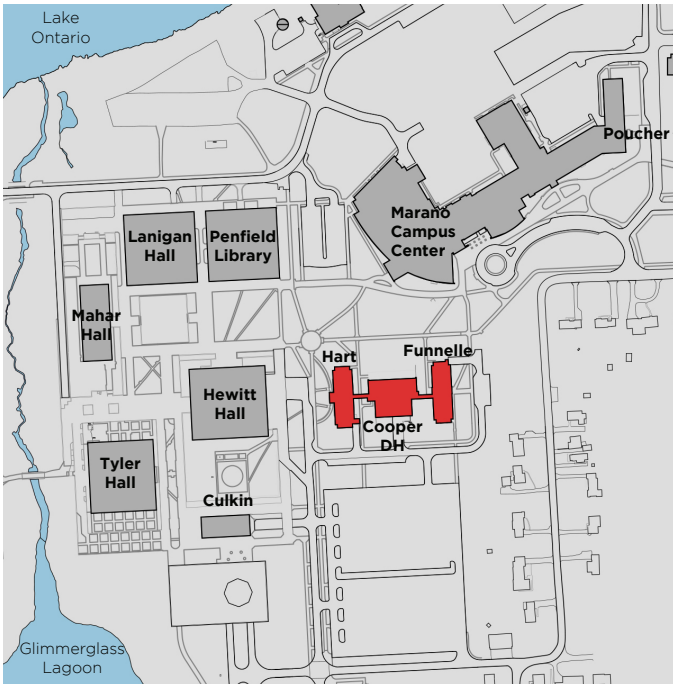 Lake
Ontario
Poucher
Marano
Campus
Center
Lanigan
Hall
Penfield
Library
Mahar
Hall
Hart
Funnelle
Hewitt
Hall
Cooper
DH
Tyler
Hall
Culkin
Glimmerglass
Lagoon